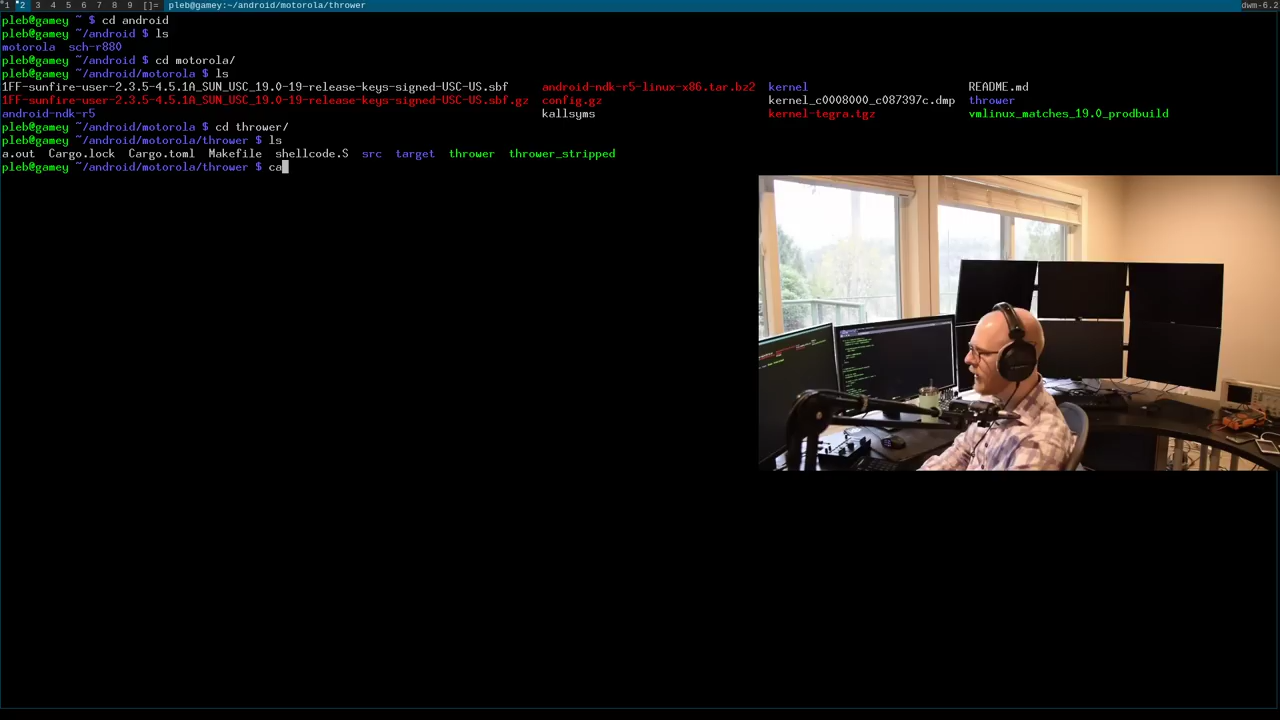 1 2 3 4 5 6 7 8 9 []= pleb@gamey:~/android/motorola/thrower dwm-6.2
pleb@gamey ~ $ cd android
pleb@gamey ~/android $ ls
motorola sch-r880
pleb@gamey ~/android $ cd motorola/
pleb@gamey ~/android/motorola $ ls
1FF-sunfire-user-2.3.5-4.5.1A_SUN_USC_19.0-19-release-keys-signed-USC-US.sbf android-ndk-r5-linux-x86.tar.bz2 kernel README.md
1FF-sunfire-user-2.3.5-4.5.1A_SUN_USC_19.0-19-release-keys-signed-USC-US.sbf.gz config.gz kernel_c0008000_c087397c.dmp thrower
android-ndk-r5 kallsyms kernel-tegra.tgz vmlinux_matches_19.0_prodbuild
pleb@gamey ~/android/motorola $ cd thrower/
pleb@gamey ~/android/motorola/thrower $ ls
a.out Cargo.lock Cargo.toml Makefile shellcode.S src target thrower thrower_stripped
pleb@gamey ~/android/motorola/thrower $ ca